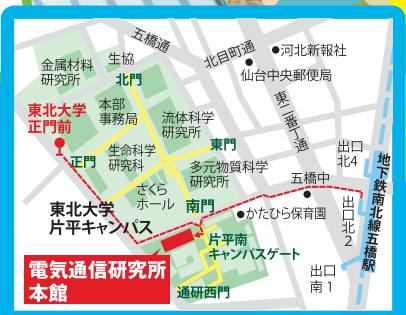 五橋通
北目町通
河北新報社
仙台中央郵便局
東二番丁通
金属材料
研究所
生協
北門
本部
事務局
流体科学
研究所
東北大学
正門前
正門
生命科学
研究科
東門
多元物質科学
研究所
さくら
ホール
南門
五橋中
出口
北4
地下鉄南北線五橋駅
出口
北2
かたひら保育園
東北大学
片平キャンパス
片平南
キャンパスゲート
電気通信研究所
本館
通研西門
出口
南1